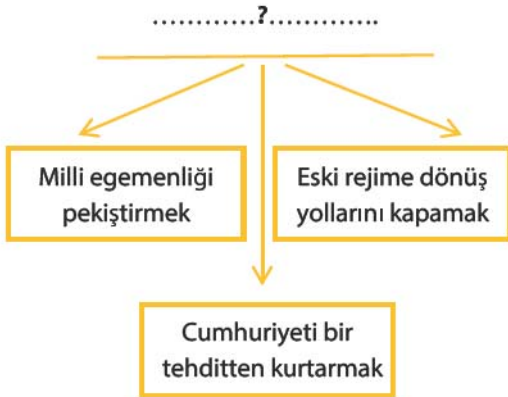 ............?..............
Milli egemenliği
pekiştirmek
Eski rejime dönüş
yollarını kapamak
Cumhuriyeti bir
tehditten kurtarmak